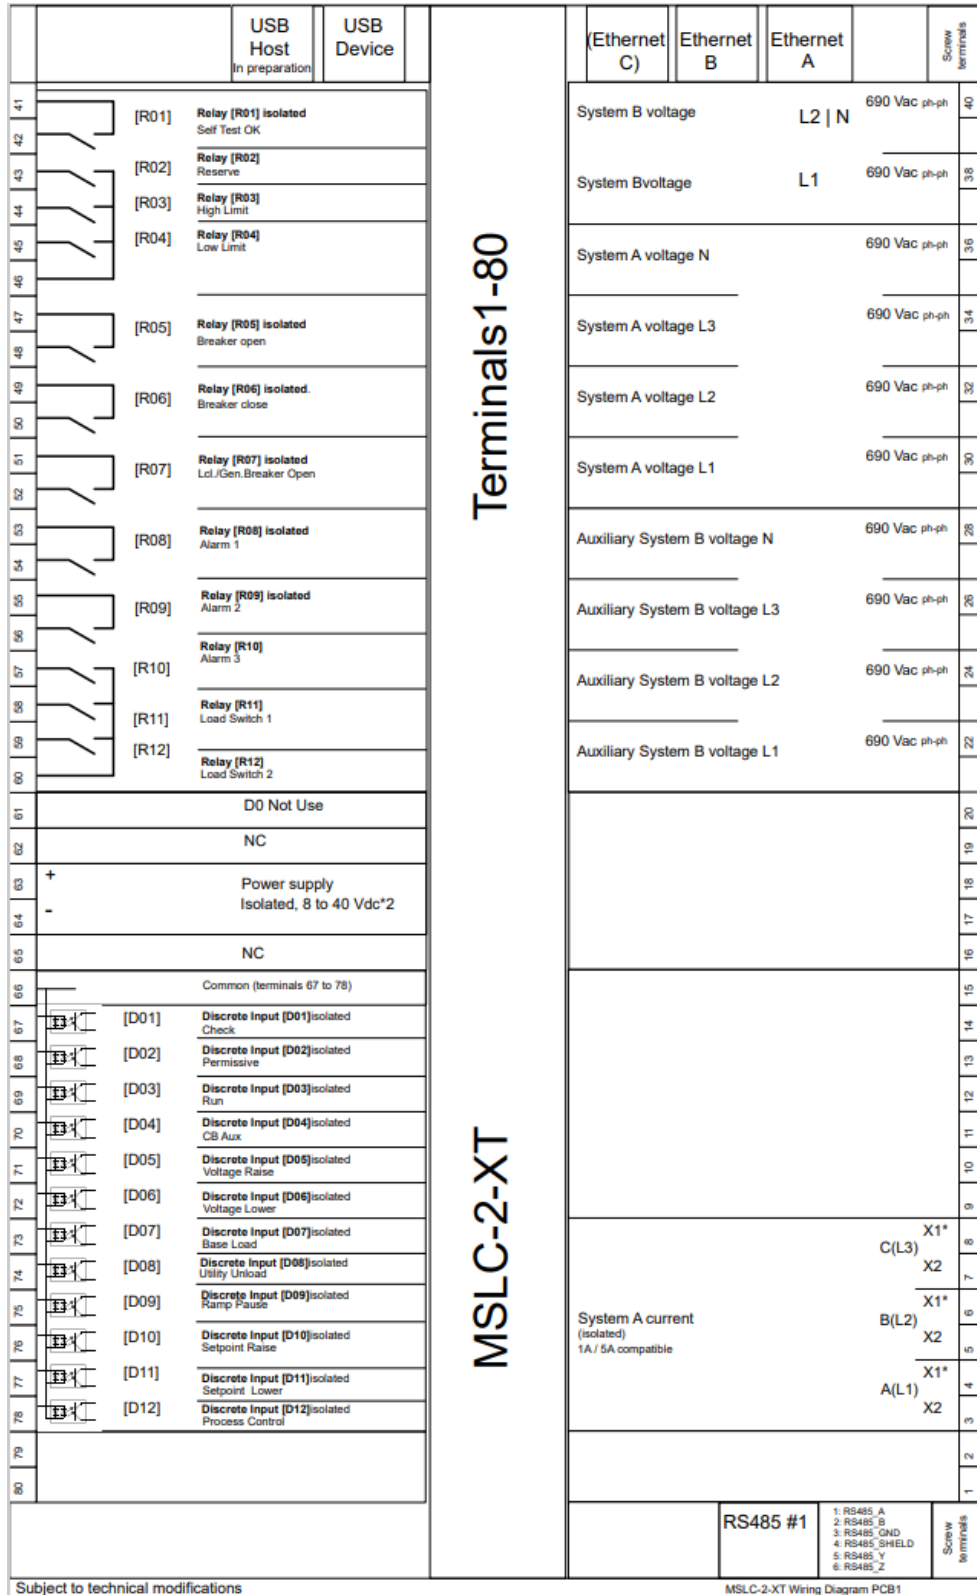 USB
Host
In preparation
USB
Device
(Ethernet
C)
Ethernet
B
Ethernet
A
Screw
terminals
41
42
[R01]
Relay [R01] isolated
Self Test OK
43
[R02]
Relay [R02]
Reserve
44
[R03]
Relay [R03]
High Limit
45
[R04]
Relay [R04]
Low Limit
46
47
48
[R05]
Relay [R05] isolated
Breaker open
49
50
[R06]
Relay [R06] isolated.
Breaker close
51
52
[R07]
Relay [R07] isolated
Lcl./Gen.Breaker Open
53
54
[R08]
Relay [R08] isolated
Alarm 1
55
56
[R09]
Relay [R09] isolated
Alarm 2
57
[R10]
Relay [R10]
Alarm 3
58
[R11]
Relay [R11]
Load Switch 1
59
[R12]
Relay [R12]
Load Switch 2
60
61
D0 Not Use
62
NC
63
+
Power supply
Isolated, 8 to 40 Vdc*2
64
-
65
NC
66
Common (terminals 67 to 78)
67
[D01]
Discrete Input [D01]isolated
Check
68
[D02]
Discrete Input [D02]isolated
Permissive
69
[D03]
Discrete Input [D03]isolated
Run
70
[D04]
Discrete Input [D04]isolated
CB Aux
71
[D05]
Discrete Input [D05]isolated
Voltage Raise
72
[D06]
Discrete Input [D06]isolated
Voltage Lower
73
[D07]
Discrete Input [D07]isolated
Base Load
74
[D08]
Discrete Input [D08]isolated
Utility Unload
75
[D09]
Discrete Input [D09]isolated
Ramp Pause
76
[D10]
Discrete Input [D10]isolated
Setpoint Raise
77
[D11]
Discrete Input [D11]isolated
Setpoint Lower
78
[D12]
Discrete Input [D12]isolated
Process Control
79
80
Terminals1-80
MSLC-2-XT
System B voltage
L2 | N
690 Vac ph-ph
40
System Bvoltage
L1
690 Vac ph-ph
38
System A voltage N
690 Vac ph-ph
36
System A voltage L3
690 Vac ph-ph
34
System A voltage L2
690 Vac ph-ph
32
System A voltage L1
690 Vac ph-ph
30
Auxiliary System B voltage N
690 Vac ph-ph
28
Auxiliary System B voltage L3
690 Vac ph-ph
26
Auxiliary System B voltage L2
690 Vac ph-ph
24
Auxiliary System B voltage L1
690 Vac ph-ph
22
20
19
18
17
16
15
14
13
12
11
10
9
System A current
(isolated)
1A / 5A compatible
C(L3)
X1*
8
X2
7
B(L2)
X1*
6
X2
5
A(L1)
X1*
4
X2
3
2
1
RS485 #1
1: RS485_A
2: RS485_B
3: RS485_GND
4: RS485_SHIELD
5: RS485_Y
6: RS485_Z
Screw
terminals
Subject to technical modifications
MSLC-2-XT Wiring Diagram PCB1